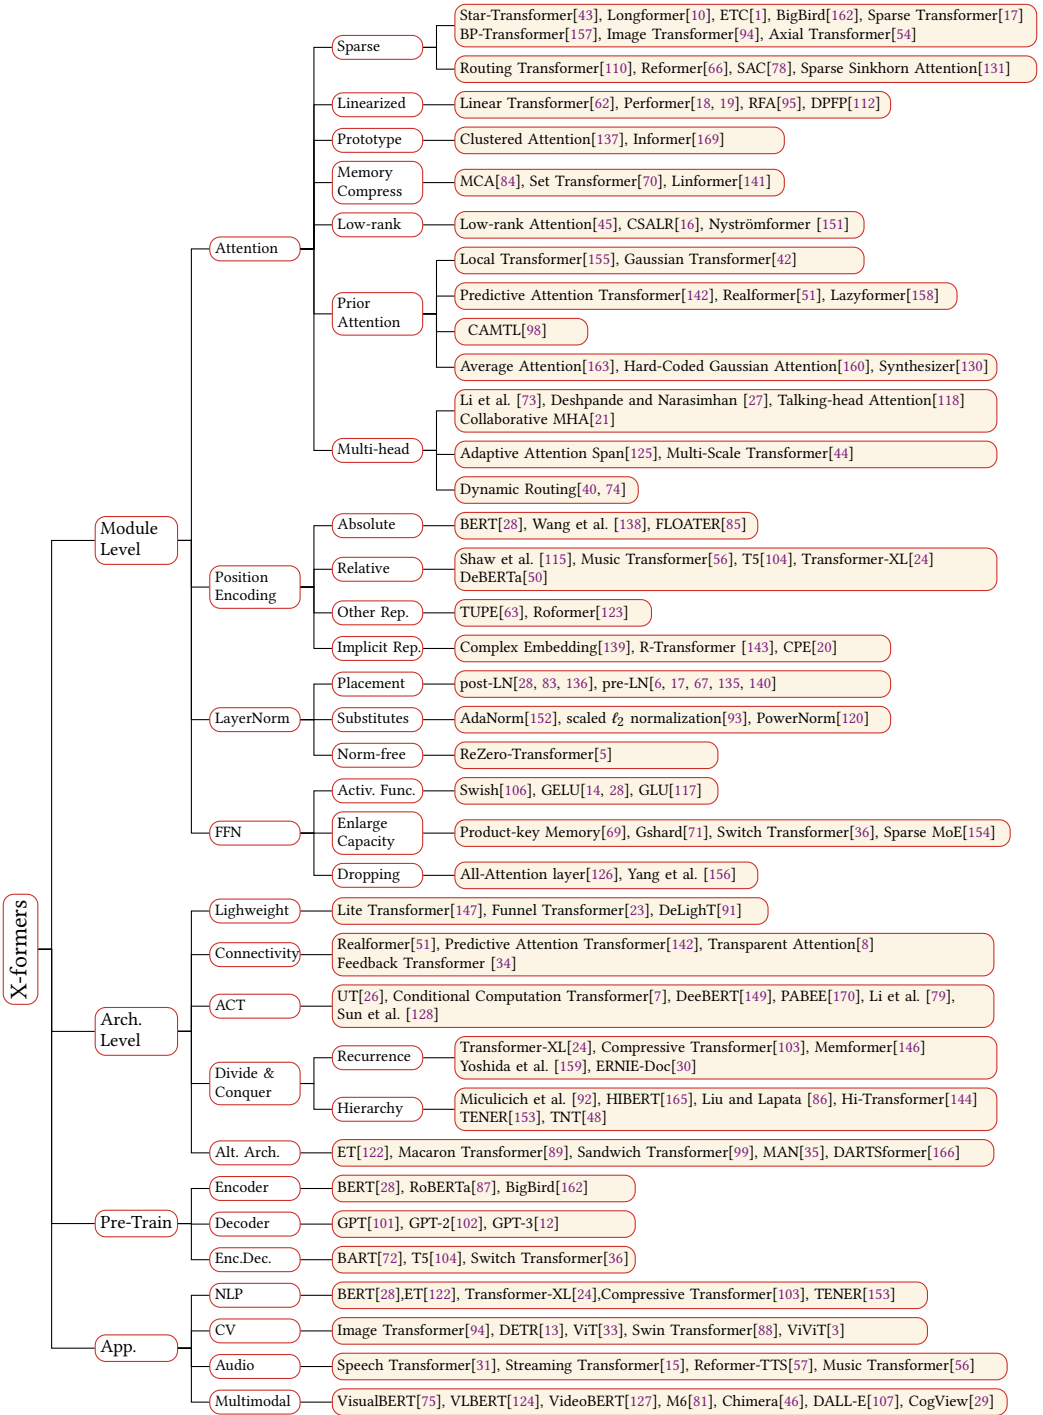 X-formers
Module
Level
Attention
Sparse
Star-Transformer[43], Longformer[10], ETC[1], BigBird[162], Sparse Transformer[17]
BP-Transformer[157], Image Transformer[94], Axial Transformer[54]
Routing Transformer[110], Reformer[66], SAC[78], Sparse Sinkhorn Attention[131]
Linearized
Linear Transformer[62], Performer[18, 19], RFA[95], DPFP[112]
Prototype
Clustered Attention[137], Informer[169]
Memory
Compress
MCA[84], Set Transformer[70], Linformer[141]
Low-rank
Low-rank Attention[45], CSALR[16], Nyströmformer [151]
Prior
Attention
Local Transformer[155], Gaussian Transformer[42]
Predictive Attention Transformer[142], Realformer[51], Lazyformer[158]
CAMTL[98]
Average Attention[163], Hard-Coded Gaussian Attention[160], Synthesizer[130]
Multi-head
Li et al. [73], Deshpande and Narasimhan [27], Talking-head Attention[118]
Collaborative MHA[21]
Adaptive Attention Span[125], Multi-Scale Transformer[44]
Dynamic Routing[40, 74]
Position
Encoding
Absolute
BERT[28], Wang et al. [138], FLOATER[85]
Relative
Shaw et al. [115], Music Transformer[56], T5[104], Transformer-XL[24]
DeBERTa[50]
Other Rep.
TUPE[63], Roformer[123]
Implicit Rep.
Complex Embedding[139], R-Transformer [143], CPE[20]
LayerNorm
Placement
post-LN[28, 83, 136], pre-LN[6, 17, 67, 135, 140]
Substitutes
AdaNorm[152], scaled ℓ2 normalization[93], PowerNorm[120]
Norm-free
ReZero-Transformer[5]
FFN
Activ. Func.
Swish[106], GELU[14, 28], GLU[117]
Enlarge
Capacity
Product-key Memory[69], Gshard[71], Switch Transformer[36], Sparse MoE[154]
Dropping
All-Attention layer[126], Yang et al. [156]
Arch.
Level
Lighweight
Lite Transformer[147], Funnel Transformer[23], DeLighT[91]
Connectivity
Realformer[51], Predictive Attention Transformer[142], Transparent Attention[8]
Feedback Transformer [34]
ACT
UT[26], Conditional Computation Transformer[7], DeeBERT[149], PABEE[170], Li et al. [79],
Sun et al. [128]
Divide &
Conquer
Recurrence
Transformer-XL[24], Compressive Transformer[103], Memformer[146]
Yoshida et al. [159], ERNIE-Doc[30]
Hierarchy
Miculicich et al. [92], HIBERT[165], Liu and Lapata [86], Hi-Transformer[144]
TENER[153], TNT[48]
Alt. Arch.
ET[122], Macaron Transformer[89], Sandwich Transformer[99], MAN[35], DARTSformer[166]
Pre-Train
Encoder
BERT[28], RoBERTa[87], BigBird[162]
Decoder
GPT[101], GPT-2[102], GPT-3[12]
Enc.Dec.
BART[72], T5[104], Switch Transformer[36]
App.
NLP
BERT[28],ET[122], Transformer-XL[24],Compressive Transformer[103], TENER[153]
CV
Image Transformer[94], DETR[13], ViT[33], Swin Transformer[88], ViViT[3]
Audio
Speech Transformer[31], Streaming Transformer[15], Reformer-TTS[57], Music Transformer[56]
Multimodal
VisualBERT[75], VLBERT[124], VideoBERT[127], M6[81], Chimera[46], DALL-E[107], CogView[29]